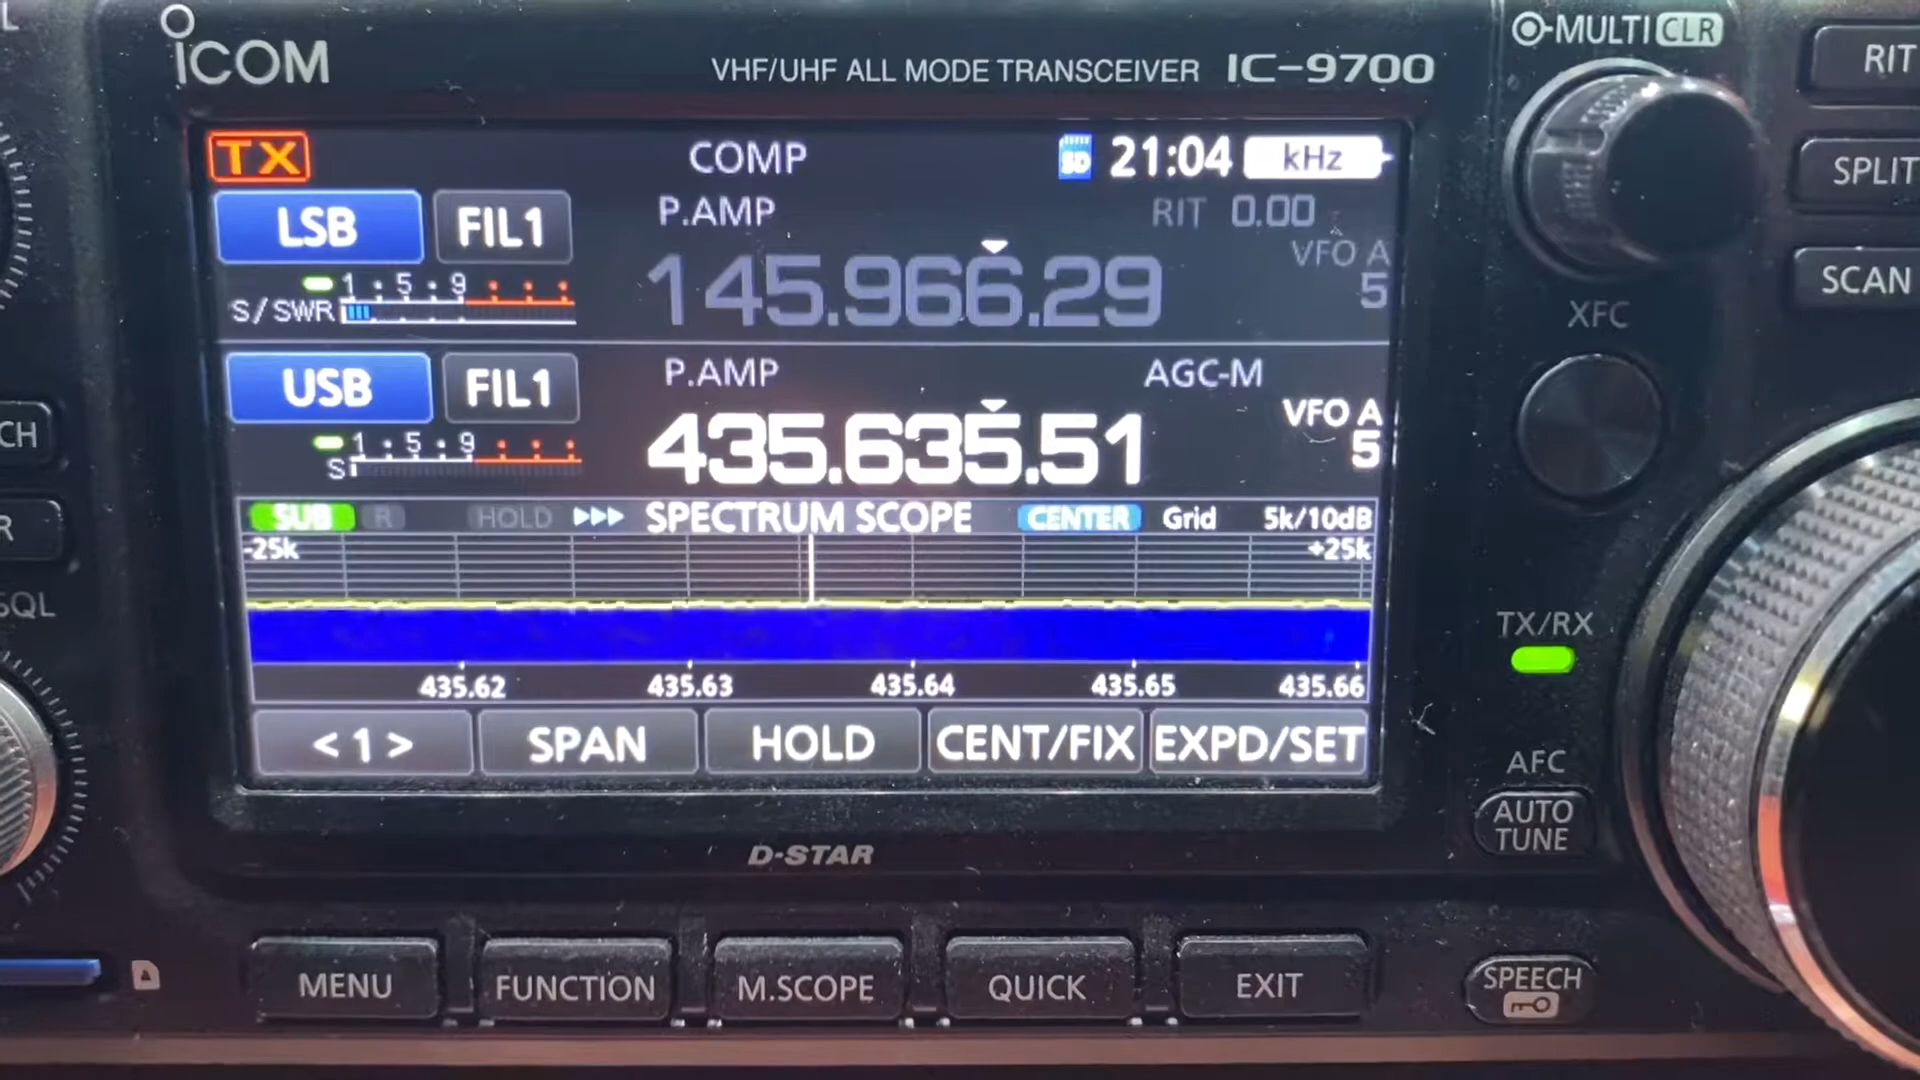 ICOM
VHF/UHF ALL MODE TRANSCEIVER IC-9700
MULTI CLR
RIT
TX COMP SD 21:04 kHz
LSB FIL1 P.AMP RIT 0.00
SPLIT
VFO A
1 5 9
145.966.29 5
S/SWR
SCAN
XFC
USB FIL1 P.AMP AGC-M
VFO A
CH
1 5 9
435.635.51 5
S
SUB R HOLD SPECTRUM SCOPE CENTER Grid 5k/10dB
-25k +25k
R
SQL
TX/RX
435.62 435.63 435.64 435.65 435.66
< 1 > SPAN HOLD CENT/FIX EXPD/SET
AFC
AUTO
TUNE
D-STAR
MENU FUNCTION M.SCOPE QUICK EXIT
SPEECH